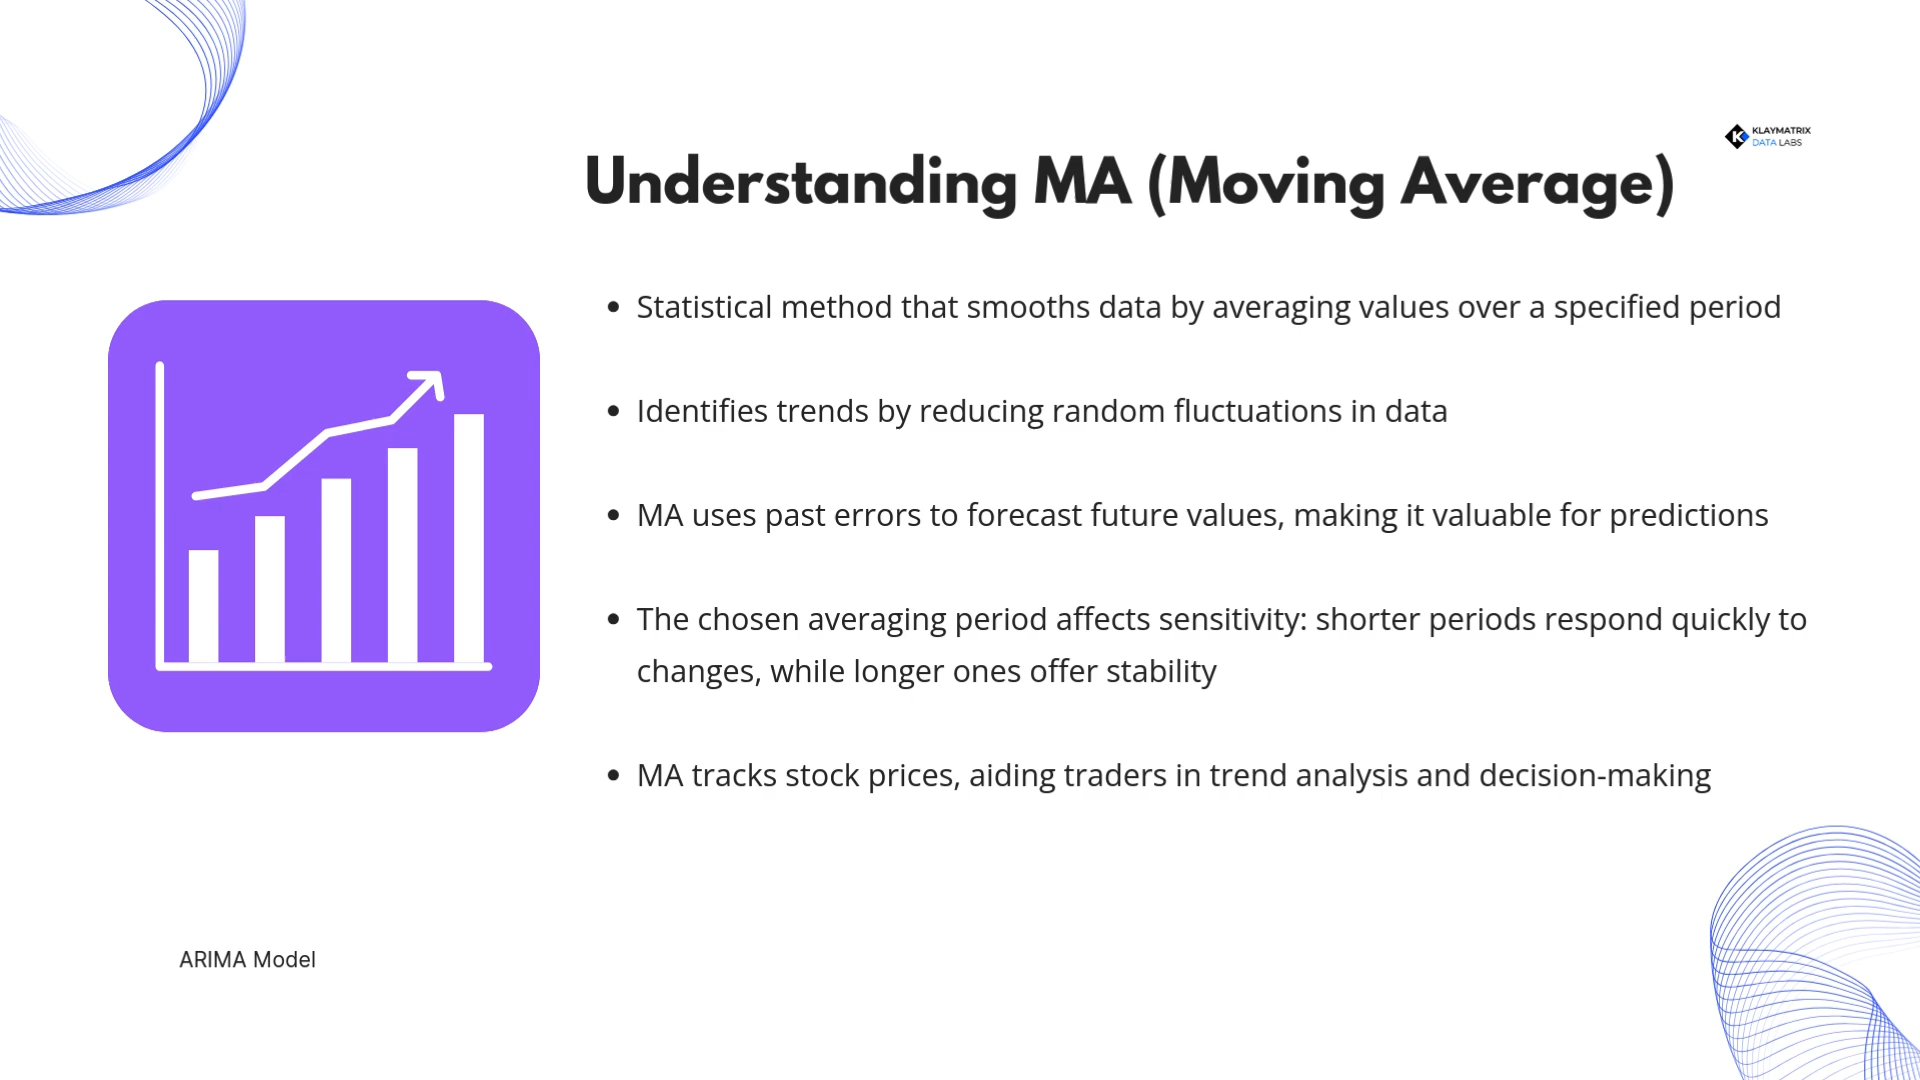 KLAYMATRIX
DATA LABS
Understanding MA (Moving Average)
• Statistical method that smooths data by averaging values over a specified period
• Identifies trends by reducing random fluctuations in data
• MA uses past errors to forecast future values, making it valuable for predictions
• The chosen averaging period affects sensitivity: shorter periods respond quickly to
changes, while longer ones offer stability
• MA tracks stock prices, aiding traders in trend analysis and decision-making
ARIMA Model